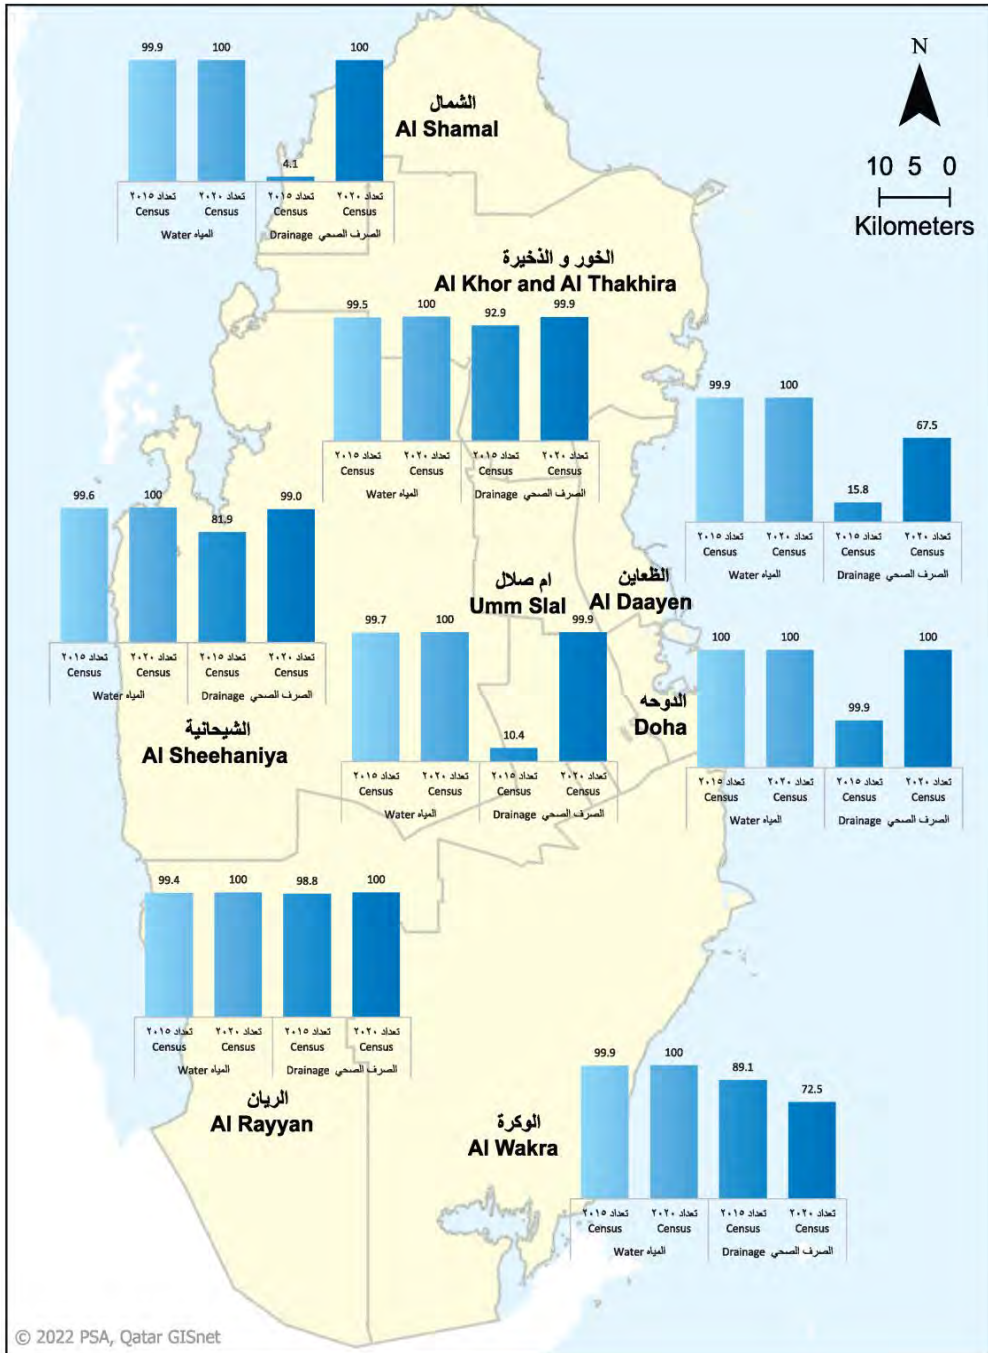 N
10 5 0
Kilometers
الشمال
Al Shamal
99.9 100 4.1 100
تعداد ٢٠١٥ تعداد ٢٠٢٠ تعداد ٢٠١٥ تعداد ٢٠٢٠
Census Census Census Census
Water المياه Drainage الصرف الصحي
الخور و الذخيرة
Al Khor and Al Thakhira
99.5 100 92.9 99.9
تعداد ٢٠١٥ تعداد ٢٠٢٠ تعداد ٢٠١٥ تعداد ٢٠٢٠
Census Census Census Census
Water المياه Drainage الصرف الصحي
99.9 100 15.8 67.5
تعداد ٢٠١٥ تعداد ٢٠٢٠ تعداد ٢٠١٥ تعداد ٢٠٢٠
Census Census Census Census
Water المياه Drainage الصرف الصحي
الظعاين
Al Daayen
99.6 100 81.9 99.0
تعداد ٢٠١٥ تعداد ٢٠٢٠ تعداد ٢٠١٥ تعداد ٢٠٢٠
Census Census Census Census
Water المياه Drainage الصرف الصحي
الشيحانية
Al Sheehaniya
ام صلال
Umm Slal
99.7 100 10.4 99.9
تعداد ٢٠١٥ تعداد ٢٠٢٠ تعداد ٢٠١٥ تعداد ٢٠٢٠
Census Census Census Census
Water المياه Drainage الصرف الصحي
الدوحه
Doha
100 100 99.9 100
تعداد ٢٠١٥ تعداد ٢٠٢٠ تعداد ٢٠١٥ تعداد ٢٠٢٠
Census Census Census Census
Water المياه Drainage الصرف الصحي
99.4 100 98.8 100
تعداد ٢٠١٥ تعداد ٢٠٢٠ تعداد ٢٠١٥ تعداد ٢٠٢٠
Census Census Census Census
Water المياه Drainage الصرف الصحي
الريان
Al Rayyan
الوكرة
Al Wakra
99.9 100 89.1 72.5
تعداد ٢٠١٥ تعداد ٢٠٢٠ تعداد ٢٠١٥ تعداد ٢٠٢٠
Census Census Census Census
Water المياه Drainage الصرف الصحي
© 2022 PSA, Qatar GISnet